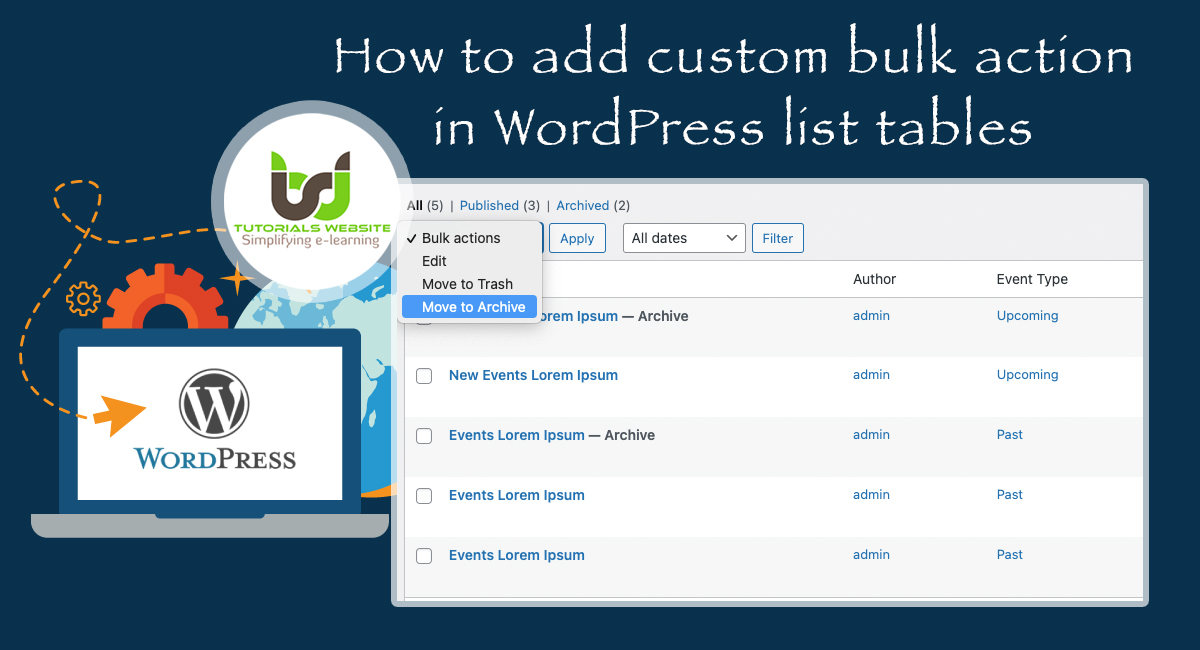 How to add custom bulk action
in WordPress list tables
TUTORIALS WEBSITE
Simplifying e-learning
WORDPRESS
All (5) | Published (3) | Archived (2)
✓ Bulk actions
Edit
Move to Trash
Move to Archive
Apply
All dates
Filter
Author
Event Type
Lorem Ipsum — Archive
admin
Upcoming
New Events Lorem Ipsum
admin
Upcoming
Events Lorem Ipsum — Archive
admin
Past
Events Lorem Ipsum
admin
Past
Events Lorem Ipsum
admin
Past